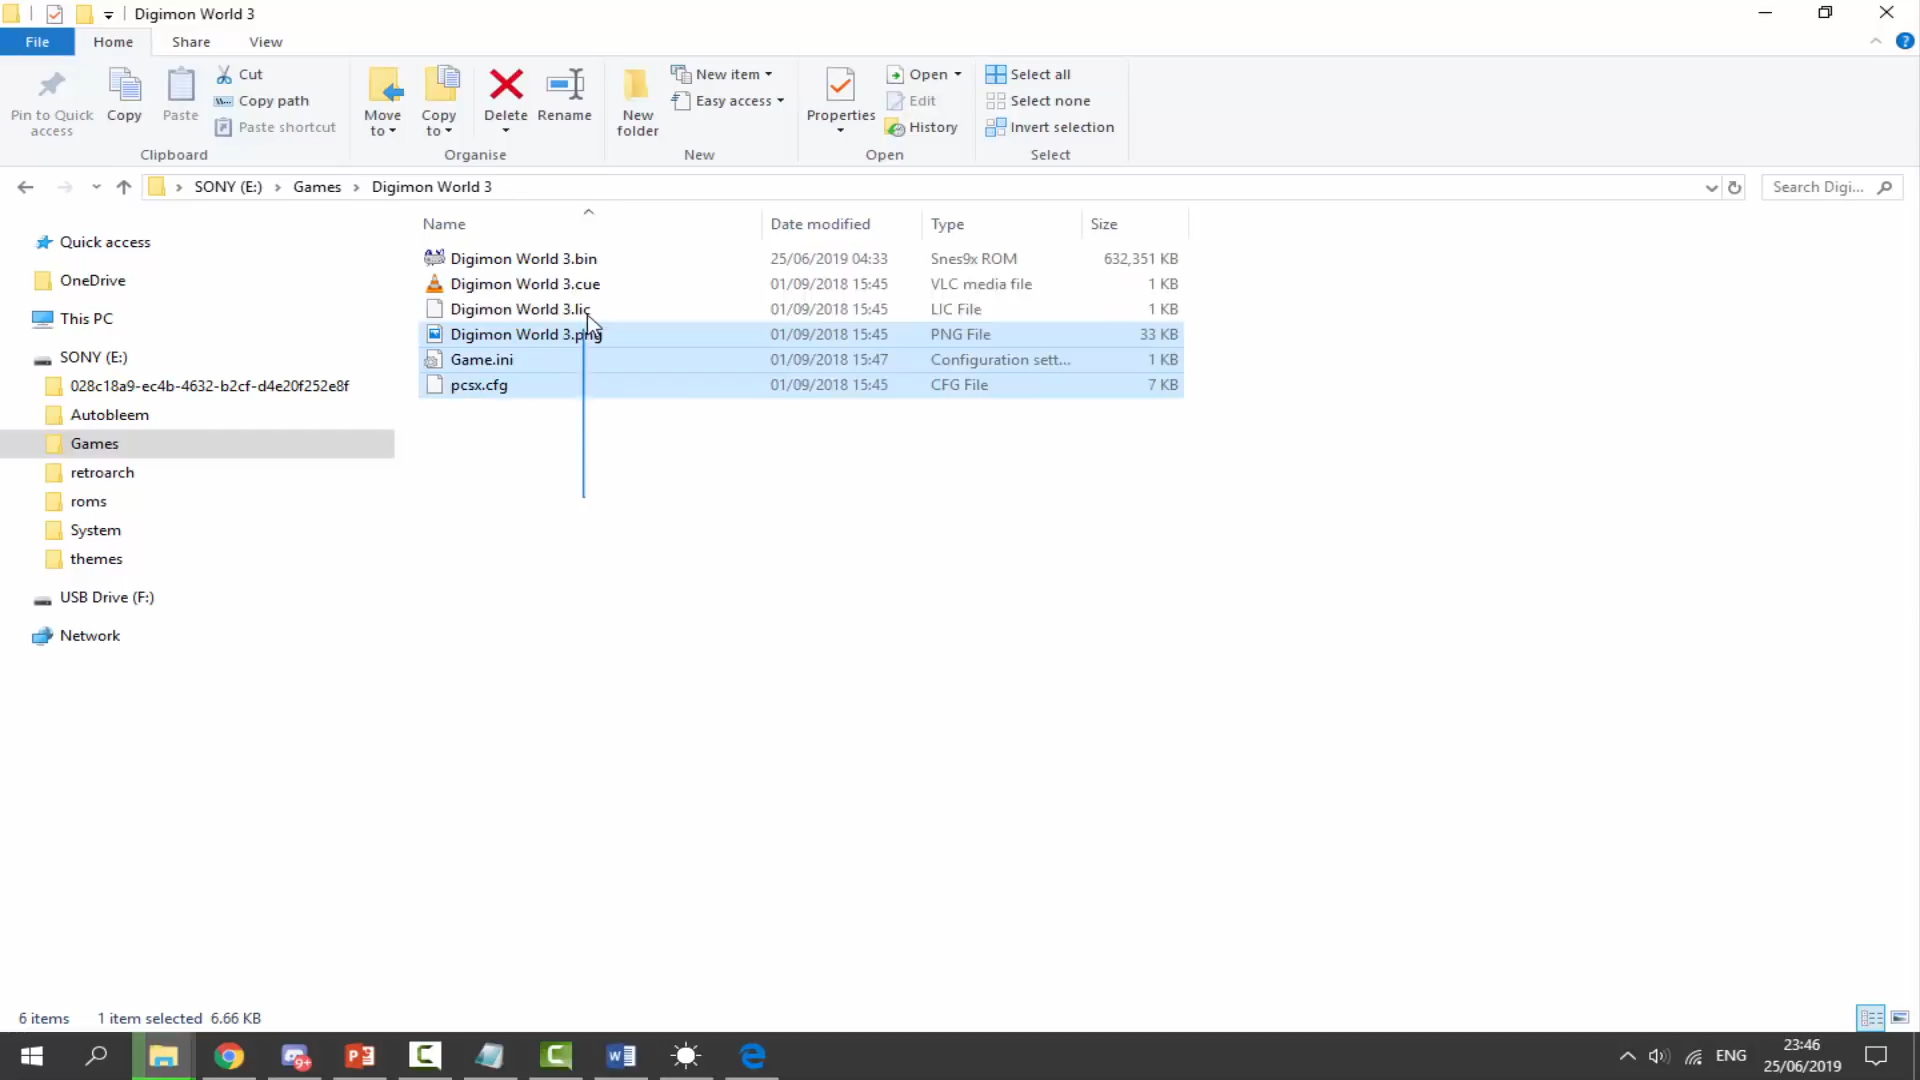 Digimon World 3
File Home Share View
Pin to Quick access
Copy
Paste
Cut
Copy path
Paste shortcut
Clipboard
Move to
Copy to
Delete
Rename
Organise
New folder
New item
Easy access
New
Properties
Open
Edit
History
Open
Select all
Select none
Invert selection
Select
SONY (E:) Games Digimon World 3
Search Digi...
Name Date modified Type Size
Digimon World 3.bin 25/06/2019 04:33 Snes9x ROM 632,351 KB
Digimon World 3.cue 01/09/2018 15:45 VLC media file 1 KB
Digimon World 3.lic 01/09/2018 15:45 LIC File 1 KB
Digimon World 3.png 01/09/2018 15:45 PNG File 33 KB
Game.ini 01/09/2018 15:47 Configuration sett... 1 KB
pcsx.cfg 01/09/2018 15:45 CFG File 7 KB
Quick access
OneDrive
This PC
SONY (E:)
028c18a9-ec4b-4632-b2cf-d4e20f252e8f
Autobleem
Games
retroarch
roms
System
themes
USB Drive (F:)
Network
6 items 1 item selected 6.66 KB
9+
ENG
23:46
25/06/2019